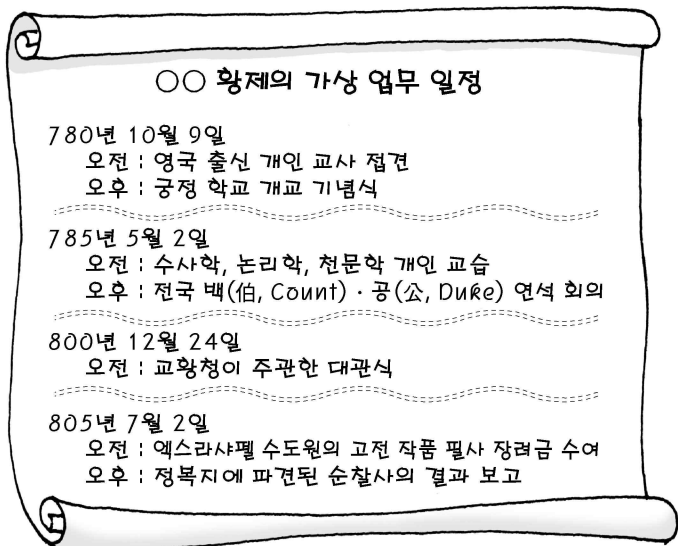 ○○ 황제의 가상 업무 일정
780년 10월 9일
오전 : 영국 출신 개인 교사 접견
오후 : 궁정 학교 개교 기념식
785년 5월 2일
오전 : 수사학, 논리학, 천문학 개인 교습
오후 : 전국 백(伯, Count) · 공(公, Duke) 연석 회의
800년 12월 24일
오전 : 교황청이 주관한 대관식
805년 7월 2일
오전 : 엑스라샤펠 수도원의 고전 작품 필사 장려금 수여
오후 : 정복지에 파견된 순찰사의 결과 보고